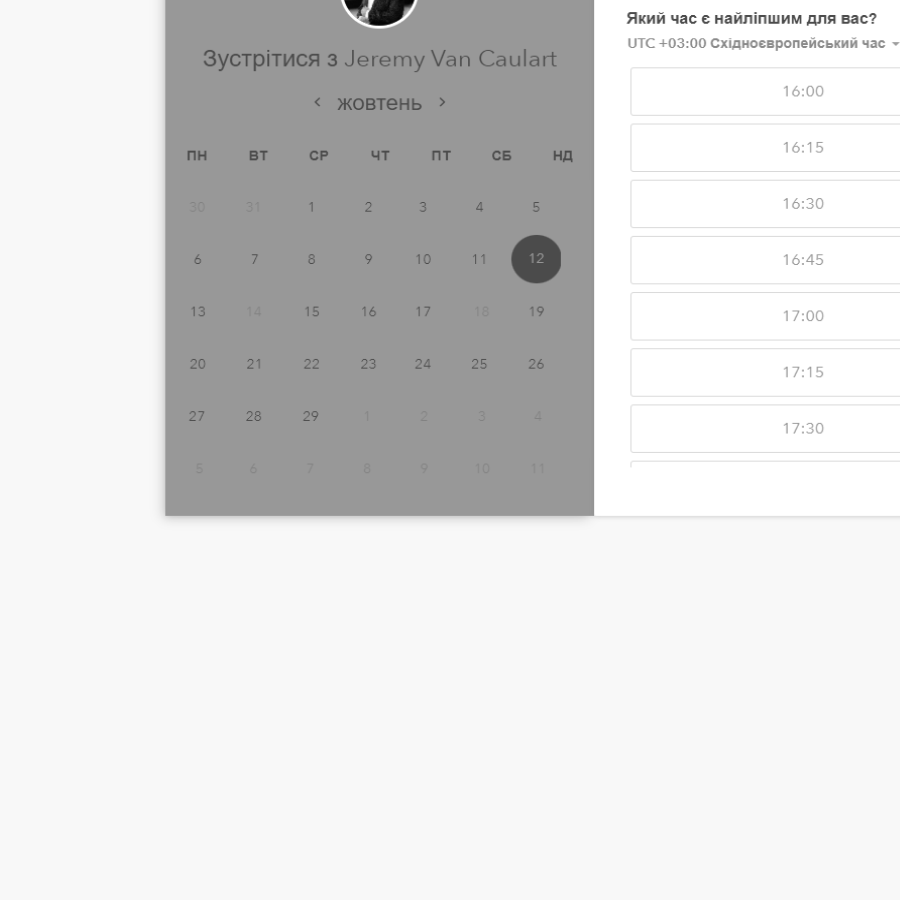 Зустрітися з Jeremy Van Caulart
жовтень
ПН ВТ СР ЧТ ПТ СБ НД
30 31 1 2 3 4 5
6 7 8 9 10 11 12
13 14 15 16 17 18 19
20 21 22 23 24 25 26
27 28 29 1 2 3 4
5 6 7 8 9 10 11
Який час є найліпшим для вас?
UTC +03:00 Східноєвропейський час
16:00
16:15
16:30
16:45
17:00
17:15
17:30